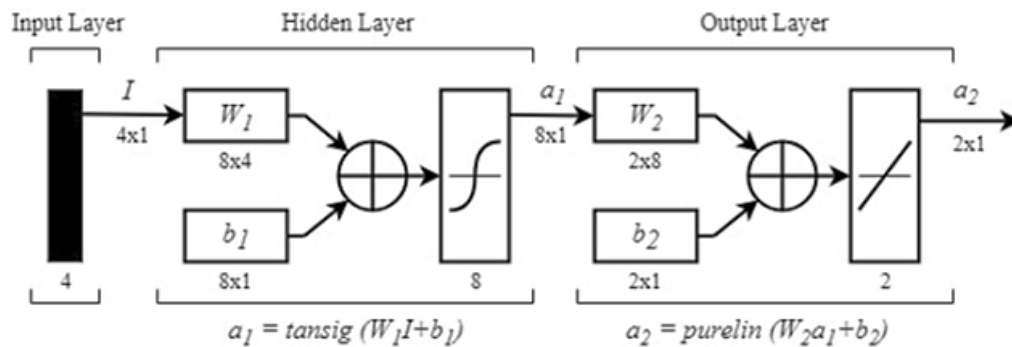 Input Layer
Hidden Layer
Output Layer
I
4x1
W1
8x4
b1
8x1
8
a1
8x1
W2
2x8
b2
2x1
2
a2
2x1
4
a1 = tansig (W1I+b1)
a2 = purelin (W2a1+b2)